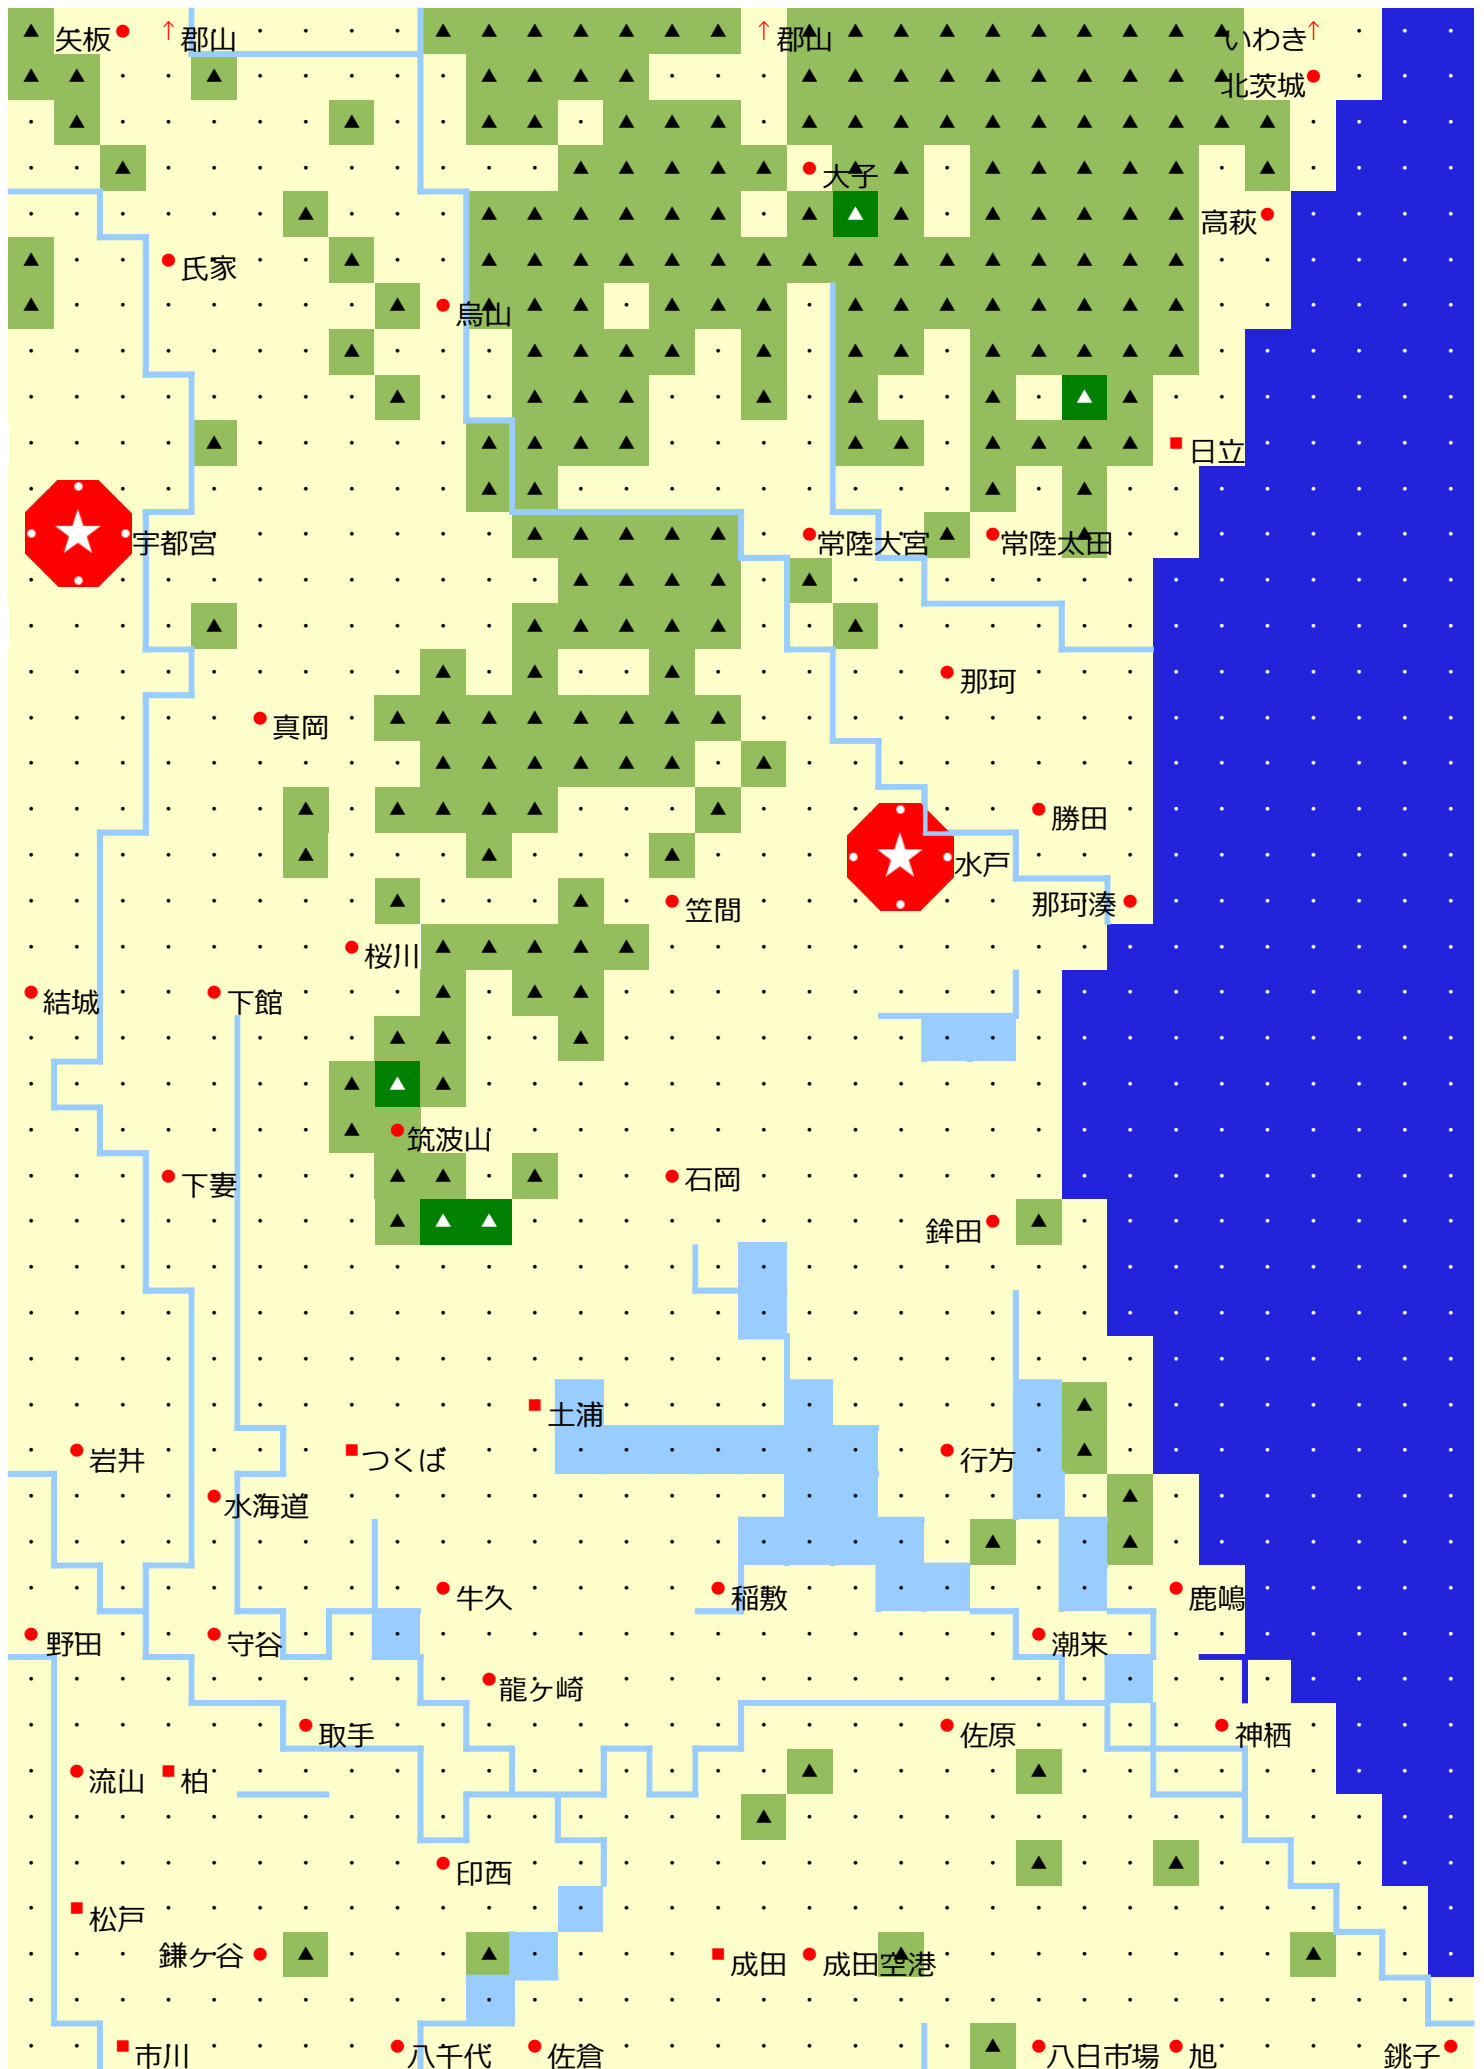 矢板 ↑ 郡山 ↑ 郡山 いわき ↑
北茨城
大子
高萩
氏家
烏山
日立
宇都宮 常陸大宮 常陸太田
那珂
真岡
勝田
水戸
笠間 那珂湊
桜川
結城 下館
筑波山
下妻 石岡
鉾田
土浦
岩井 つくば 行方
水海道
牛久 稲敷 鹿嶋
野田 守谷 潮来
龍ヶ崎
取手 佐原 神栖
流山 柏
印西
松戸
鎌ヶ谷 成田 成田空港
市川 八千代 佐倉 八日市場 旭 銚子